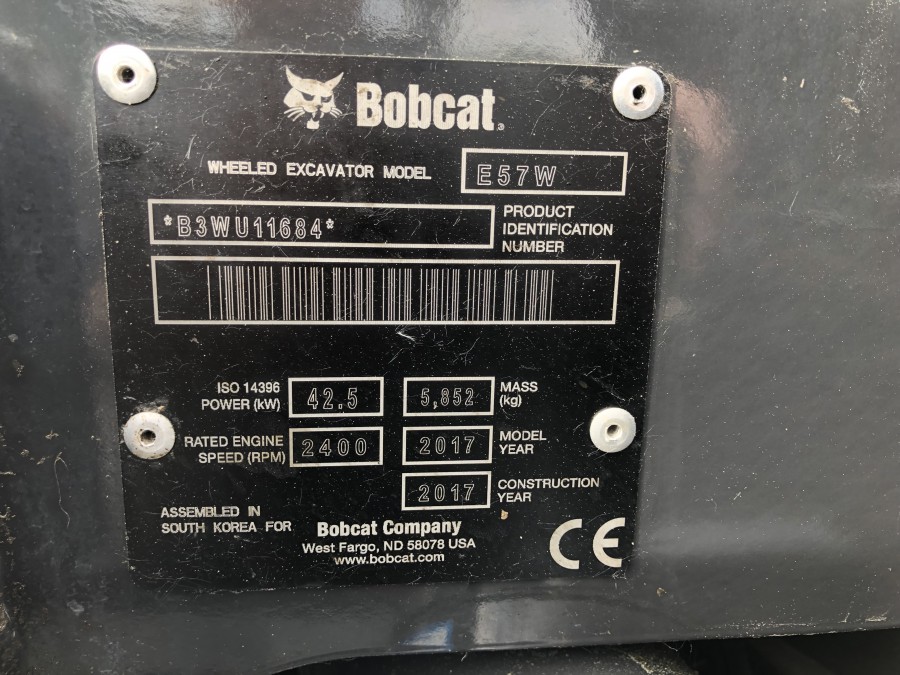 Bobcat®
WHEELED EXCAVATOR MODEL E57W
*B3WU11684* PRODUCT
IDENTIFICATION
NUMBER
ISO 14396
POWER (kW) 42.5 5,852 MASS
(kg)
RATED ENGINE
SPEED (RPM) 2400 2017 MODEL
YEAR
2017 CONSTRUCTION
YEAR
ASSEMBLED IN
SOUTH KOREA FOR
Bobcat Company
West Fargo, ND 58078 USA
www.bobcat.com
CE